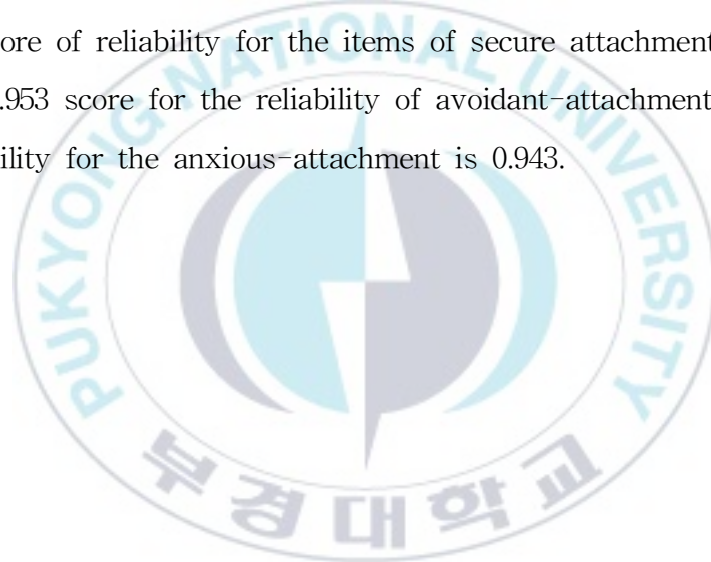 ore of reliability for the items of secure attachment
.953 score for the reliability of avoidant-attachment
ility for the anxious-attachment is 0.943.
PUKYONG NATIONAL UNIVERSITY
부경대학교